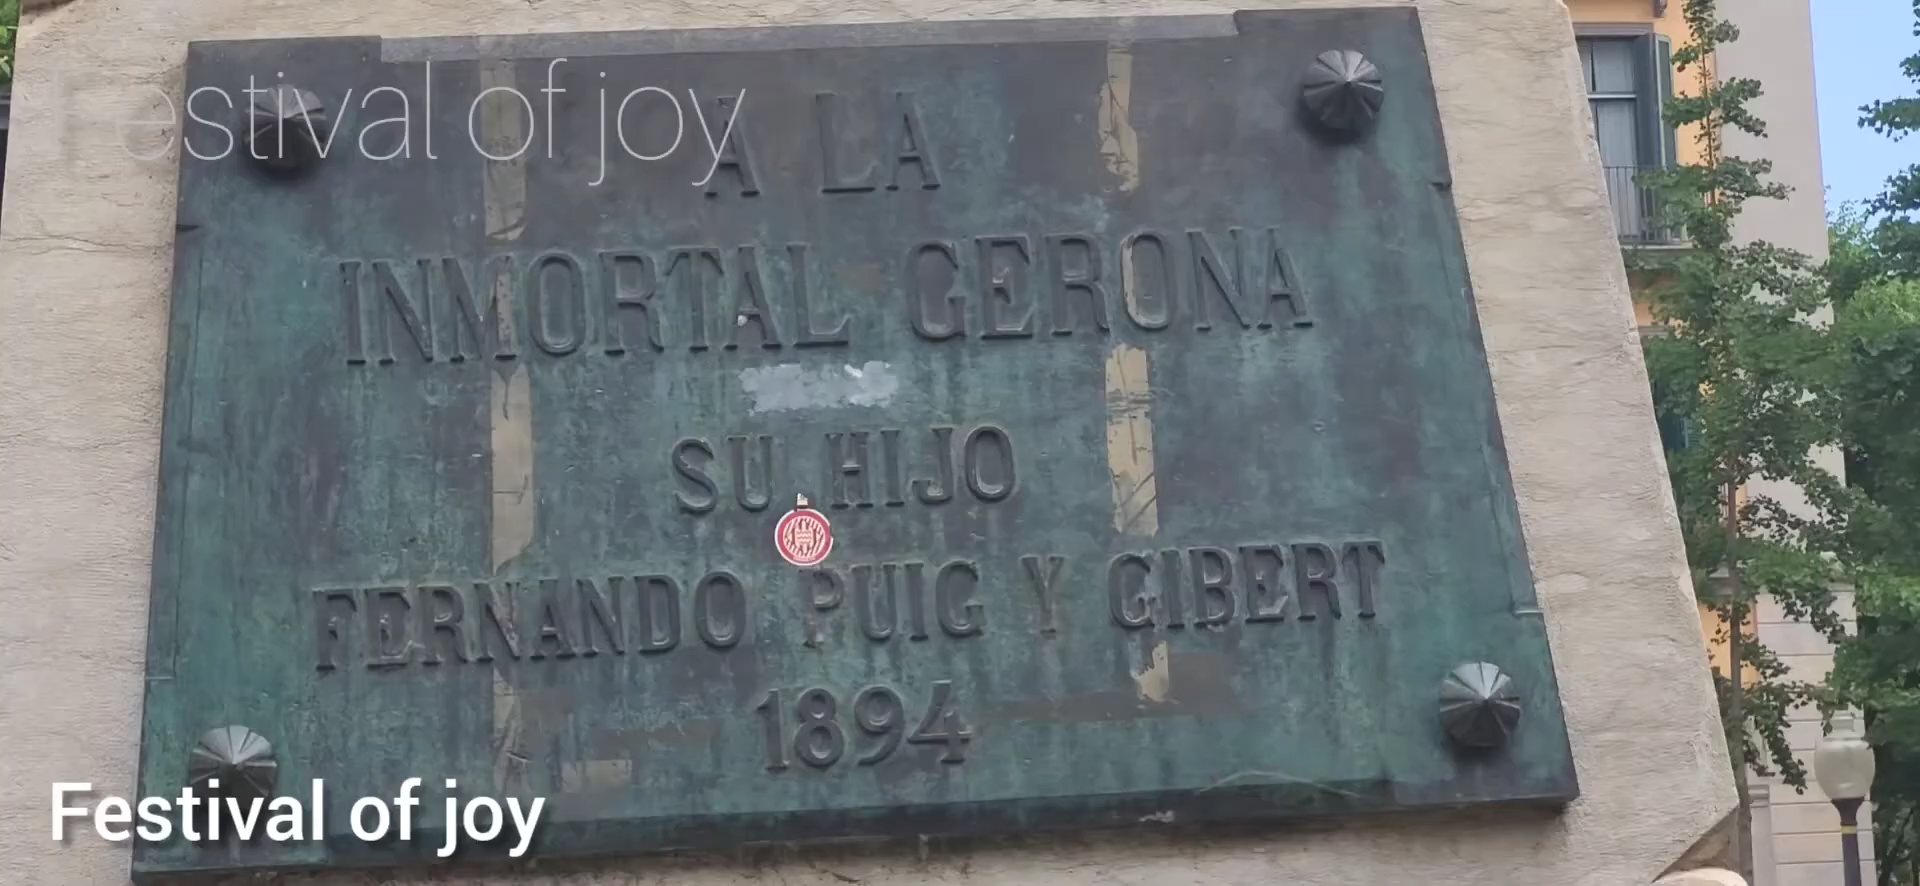 Festival of joy
A LA
INMORTAL GERONA
SU HIJO
FERNANDO PUIG Y GIBERT
1894
Festival of joy